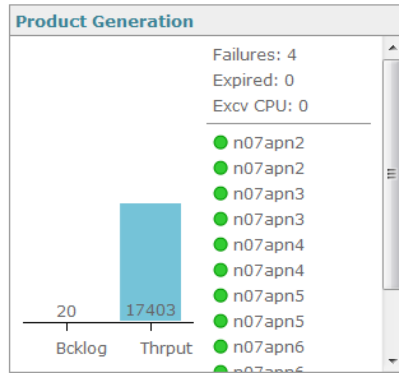 Product Generation
Failures: 4
Expired: 0
Excv CPU: 0
n07apn2
n07apn2
n07apn3
n07apn3
n07apn4
n07apn4
n07apn5
n07apn5
n07apn6
n07apn6
20
17403
Bcklog
Thrput